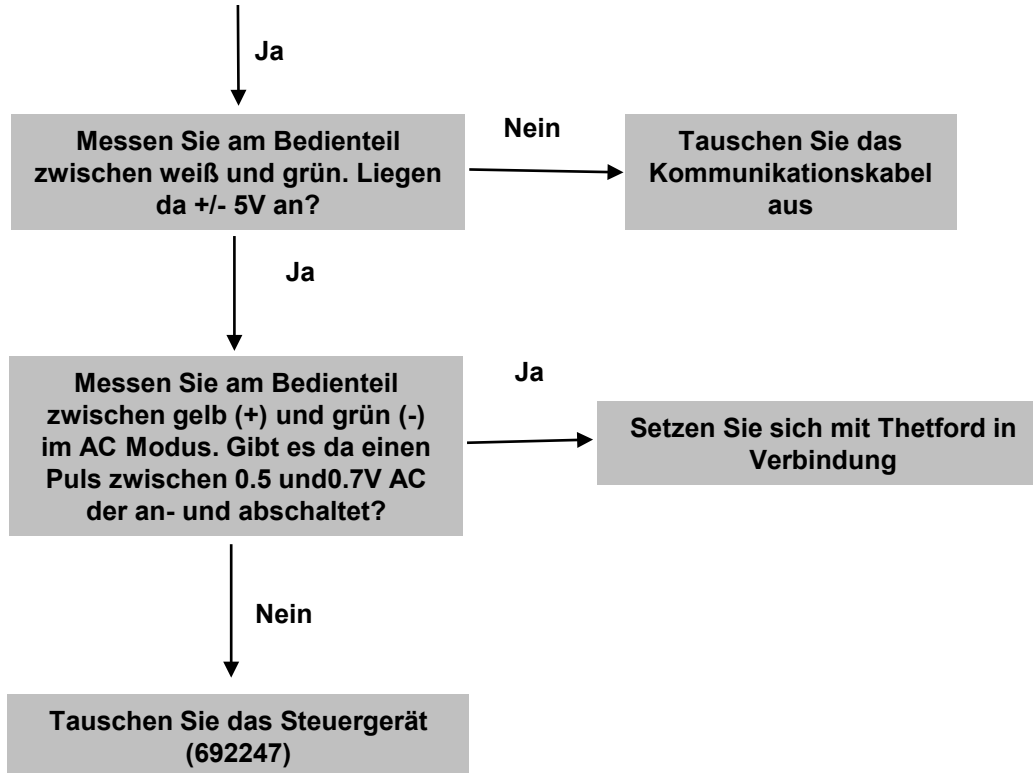 Ja
Messen Sie am Bedienteil
zwischen weiß und grün. Liegen
da +/- 5V an?
Nein
Tauschen Sie das
Kommunikationskabel
aus
Ja
Messen Sie am Bedienteil
zwischen gelb (+) und grün (-)
im AC Modus. Gibt es da einen
Puls zwischen 0.5 und0.7V AC
der an- und abschaltet?
Ja
Setzen Sie sich mit Thetford in
Verbindung
Nein
Tauschen Sie das Steuergerät
(692247)